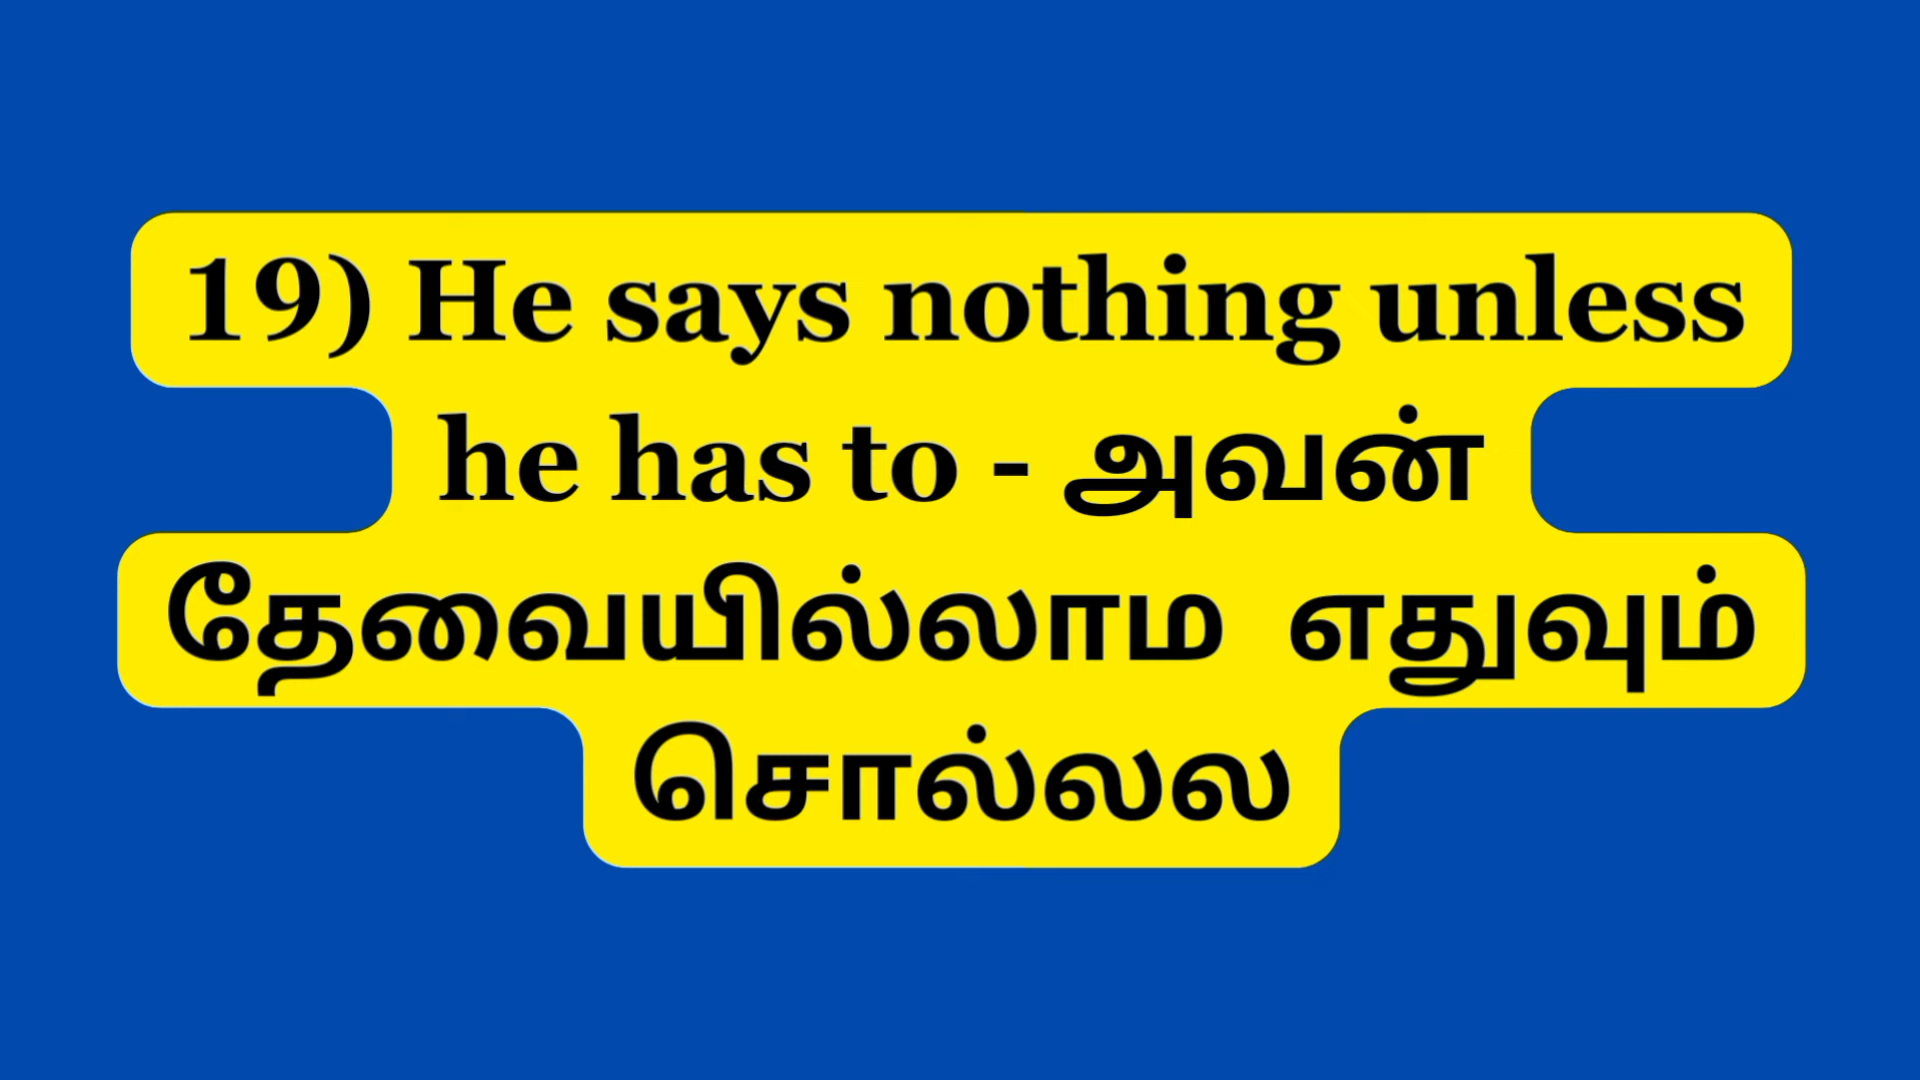 19) He says nothing unless
he has to - அவன்
தேவையில்லாம எதுவும்
சொல்லல